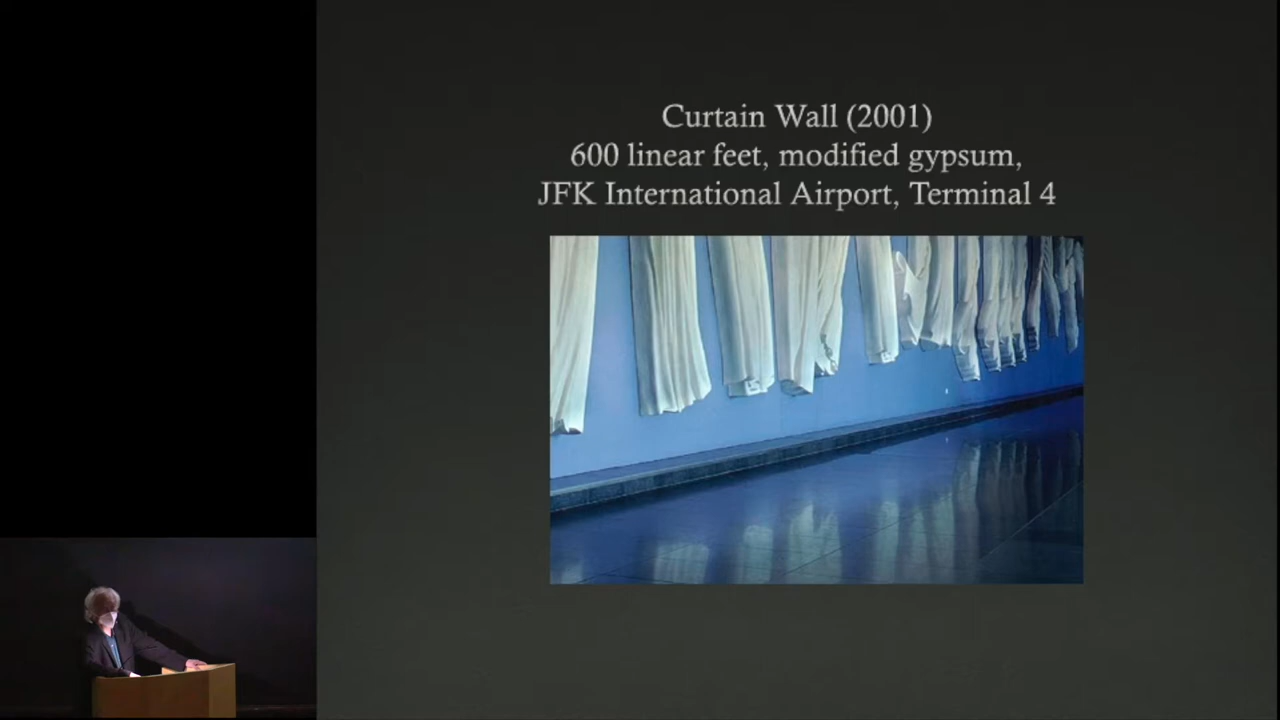 Curtain Wall (2001)
600 linear feet, modified gypsum,
JFK International Airport, Terminal 4